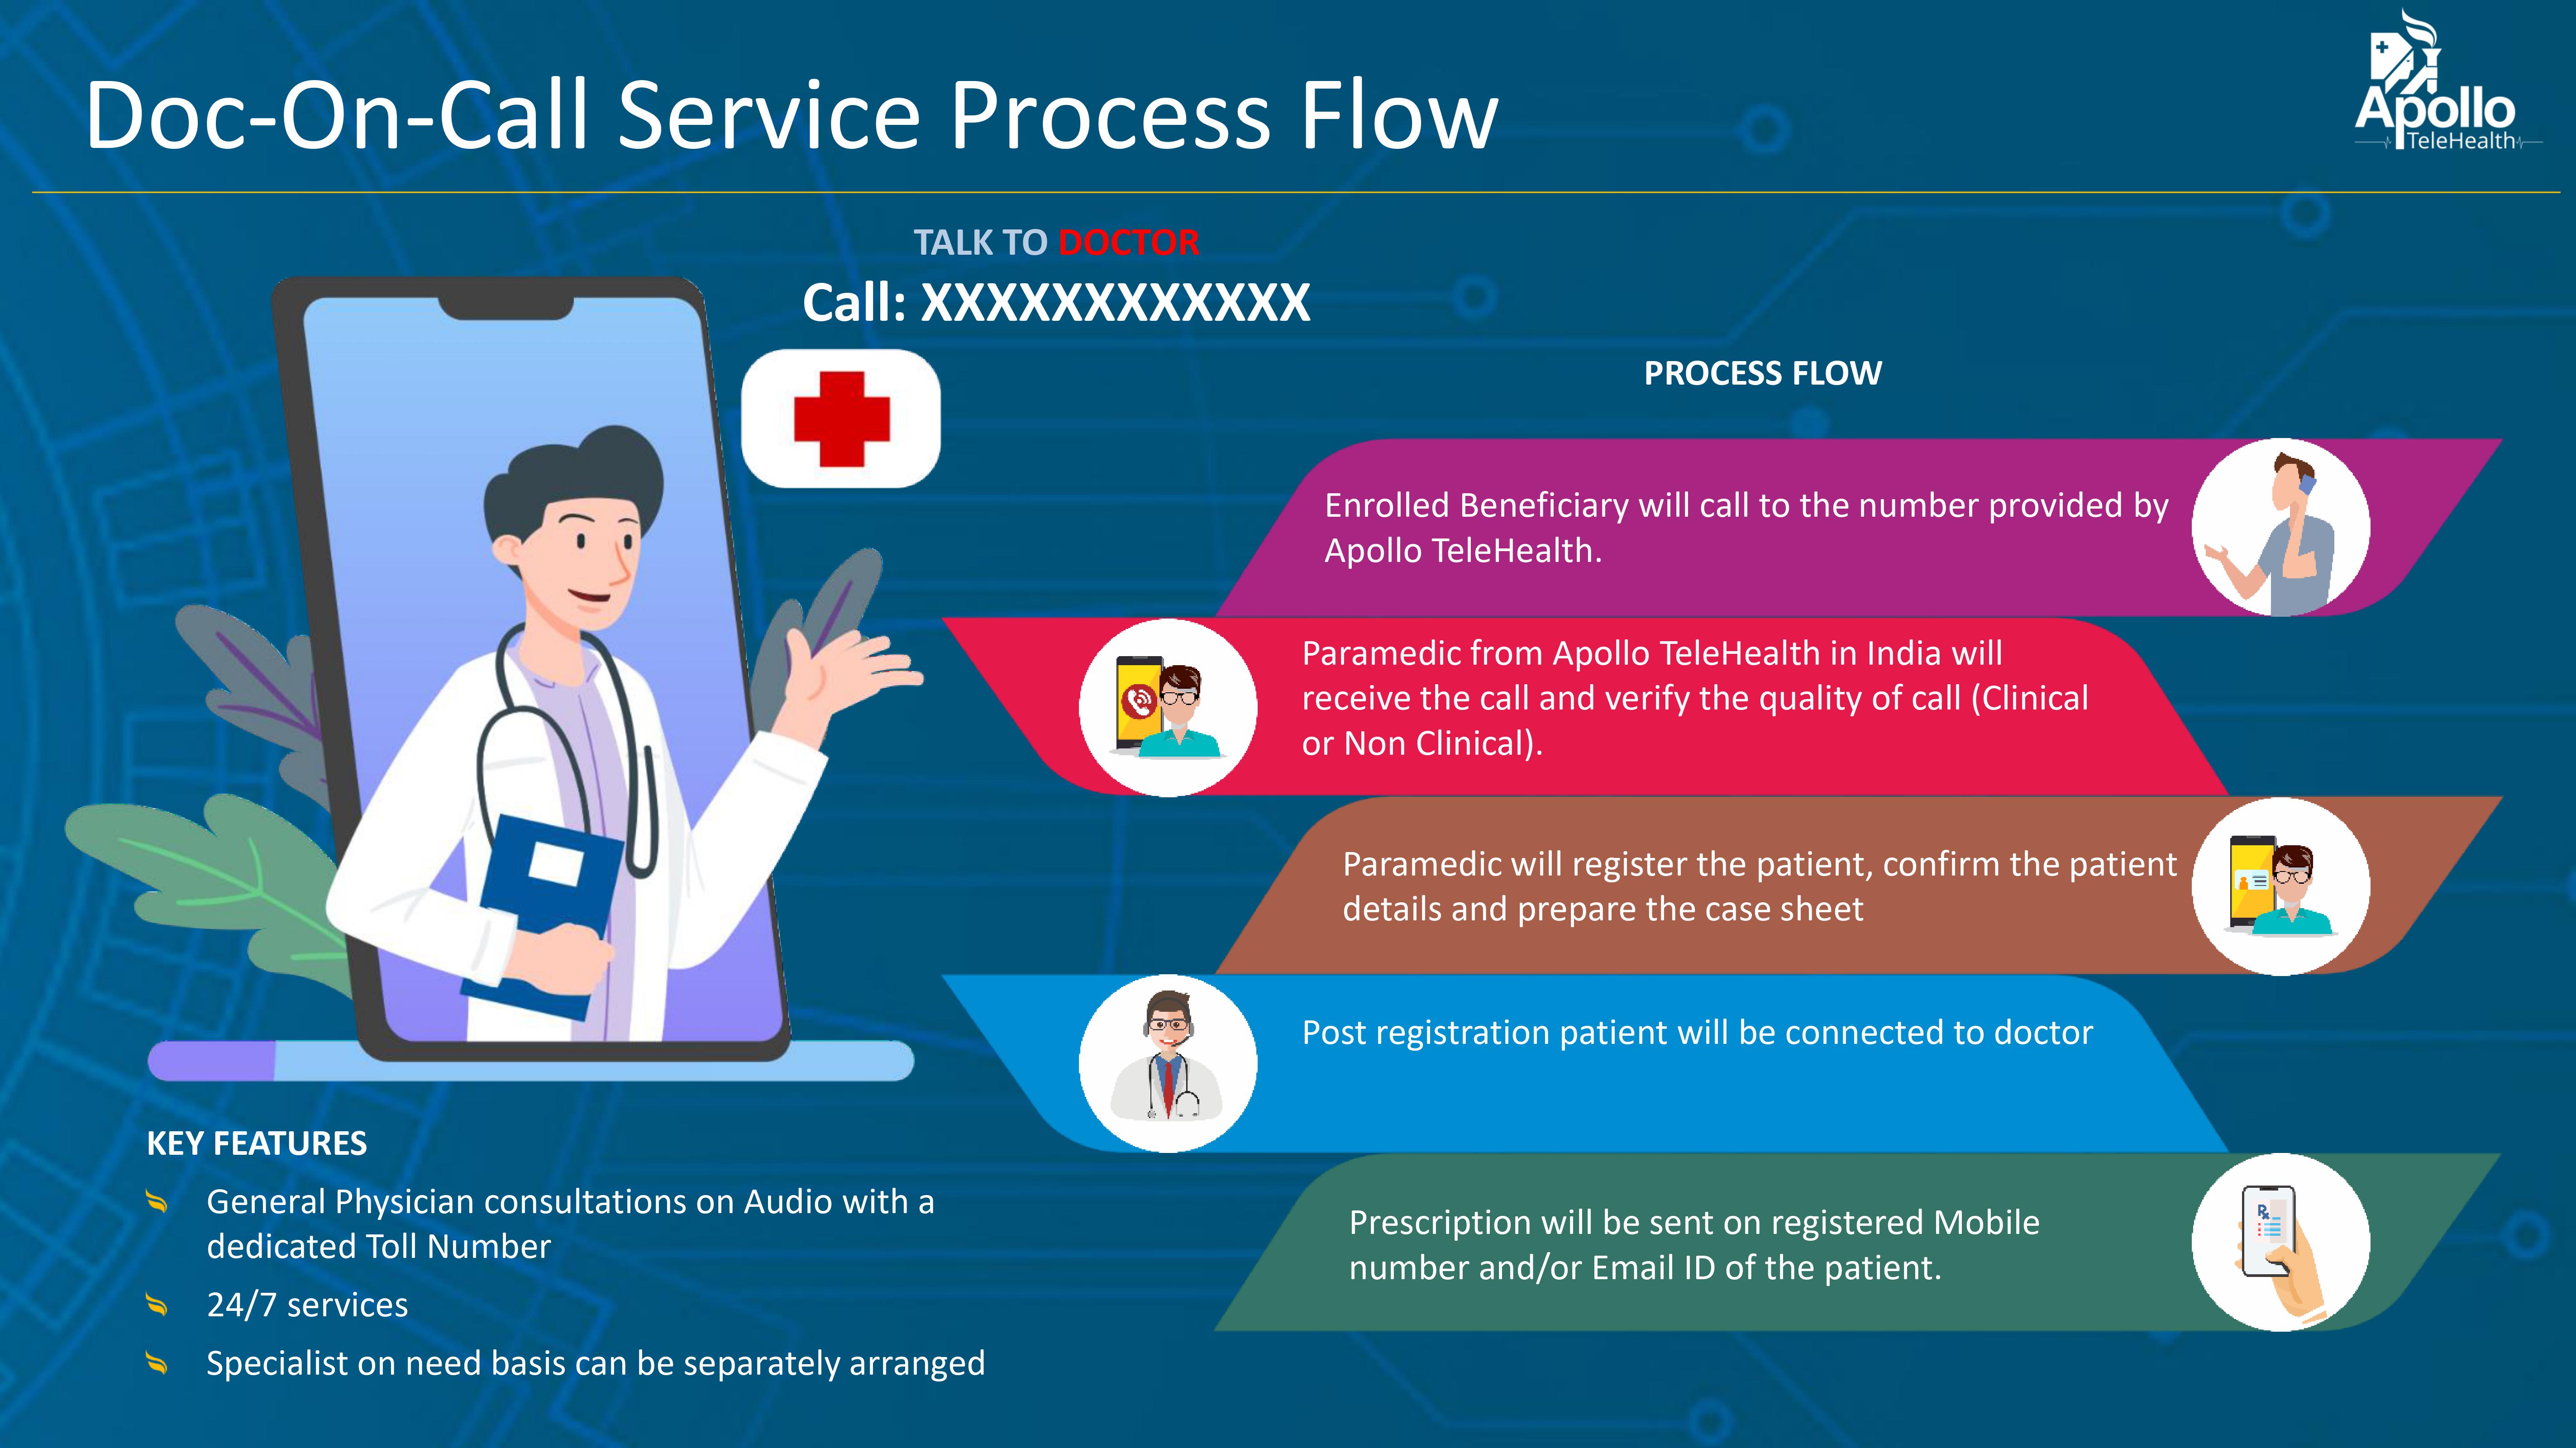 Doc-On-Call Service Process Flow
Apollo
TeleHealth
TALK TO DOCTOR
Call: XXXXXXXXXXXX
PROCESS FLOW
Enrolled Beneficiary will call to the number provided by
Apollo TeleHealth.
Paramedic from Apollo TeleHealth in India will
receive the call and verify the quality of call (Clinical
or Non Clinical).
Paramedic will register the patient, confirm the patient
details and prepare the case sheet
Post registration patient will be connected to doctor
Prescription will be sent on registered Mobile
number and/or Email ID of the patient.
Rx
KEY FEATURES
General Physician consultations on Audio with a
dedicated Toll Number
24/7 services
Specialist on need basis can be separately arranged